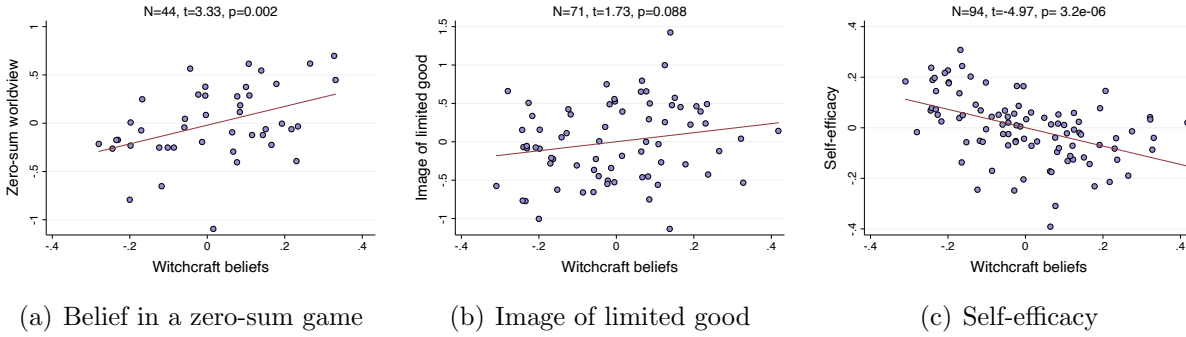 N=44, t=3.33, p=0.002
Zero-sum worldview
1
.5
0
-.5
-1
-.4
-.2
0
.2
.4
Witchcraft beliefs
(a) Belief in a zero-sum game
N=71, t=1.73, p=0.088
Image of limited good
1.5
1
.5
0
-.5
-1
-.4
-.2
0
.2
.4
Witchcraft beliefs
(b) Image of limited good
N=94, t=-4.97, p= 3.2e-06
Self-efficacy
.4
.2
0
-.2
-.4
-.4
-.2
0
.2
.4
Witchcraft beliefs
(c) Self-efficacy